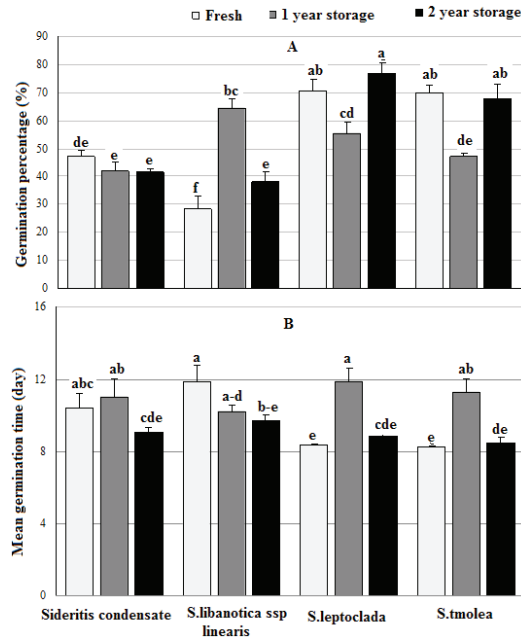 Fresh 1 year storage 2 year storage
A
Germination percentage (%)
90
80
70
60
50
40
30
20
10
0
de e e f bc e ab cd a ab de ab
B
Mean germination time (day)
16
12
8
4
0
abc ab cde a a-d b-e e a cde e ab de
Sideritis condensate S.libanotica ssp S.leptoclada S.tmolea
linearis